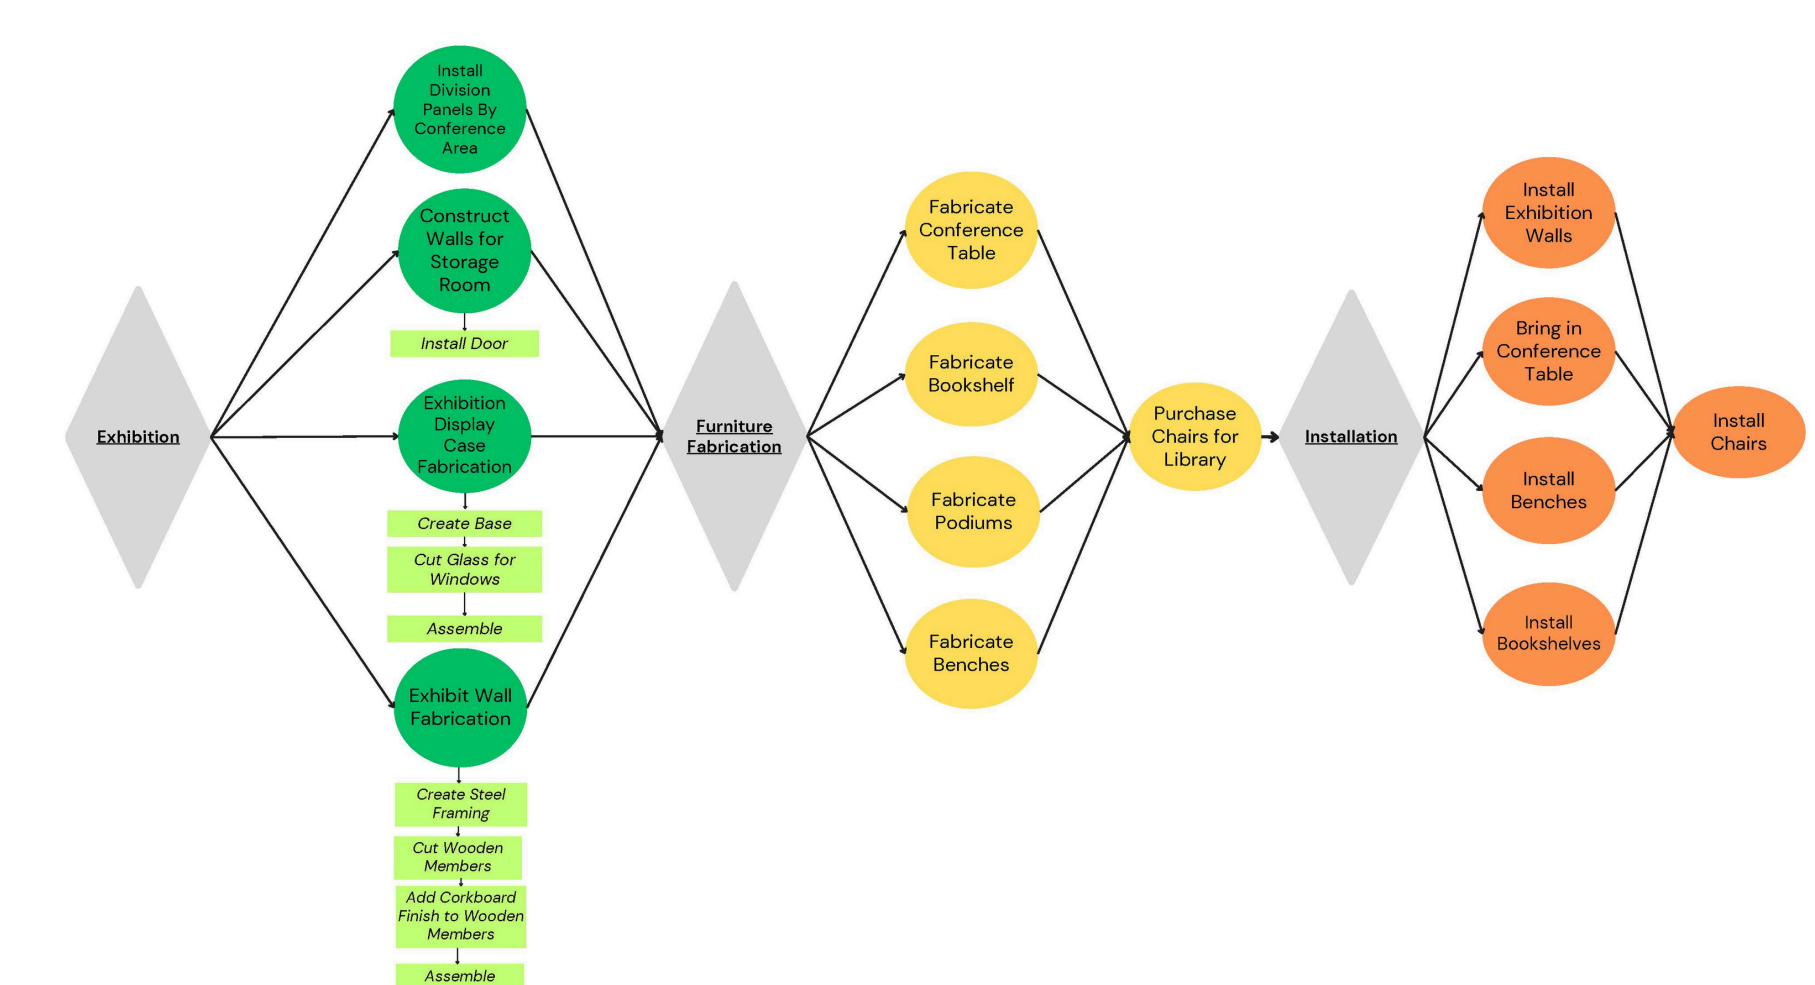 Exhibition
Install
Division
Panels By
Conference
Area
Construct
Walls for
Storage
Room
Install Door
Exhibition
Display
Case
Fabrication
Create Base
Cut Glass for
Windows
Assemble
Exhibit Wall
Fabrication
Create Steel
Framing
Cut Wooden
Members
Add Corkboard
Finish to Wooden
Members
Assemble
Furniture
Fabrication
Fabricate
Conference
Table
Fabricate
Bookshelf
Fabricate
Podiums
Fabricate
Benches
Purchase
Chairs for
Library
Installation
Install
Exhibition
Walls
Bring in
Conference
Table
Install
Benches
Install
Bookshelves
Install
Chairs